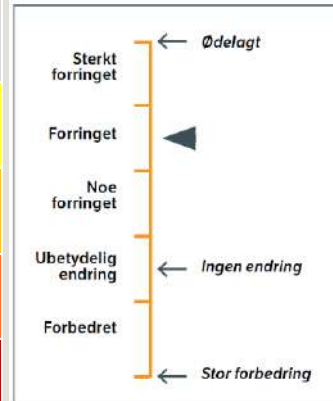 Ødelagt
Sterkt
forringet
Forringet
Noe
forringet
Ubetydelig
endring
Ingen endring
Forbedret
Stor forbedring